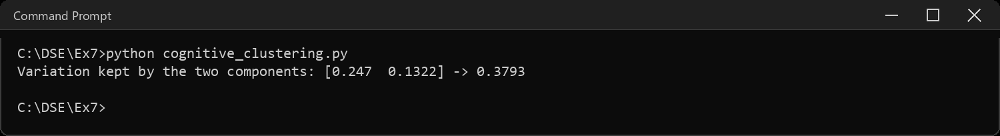 Command Prompt
C:\DSE\Ex7>python cognitive_clustering.py
Variation kept by the two components: [0.247  0.1322] -> 0.3793
C:\DSE\Ex7>